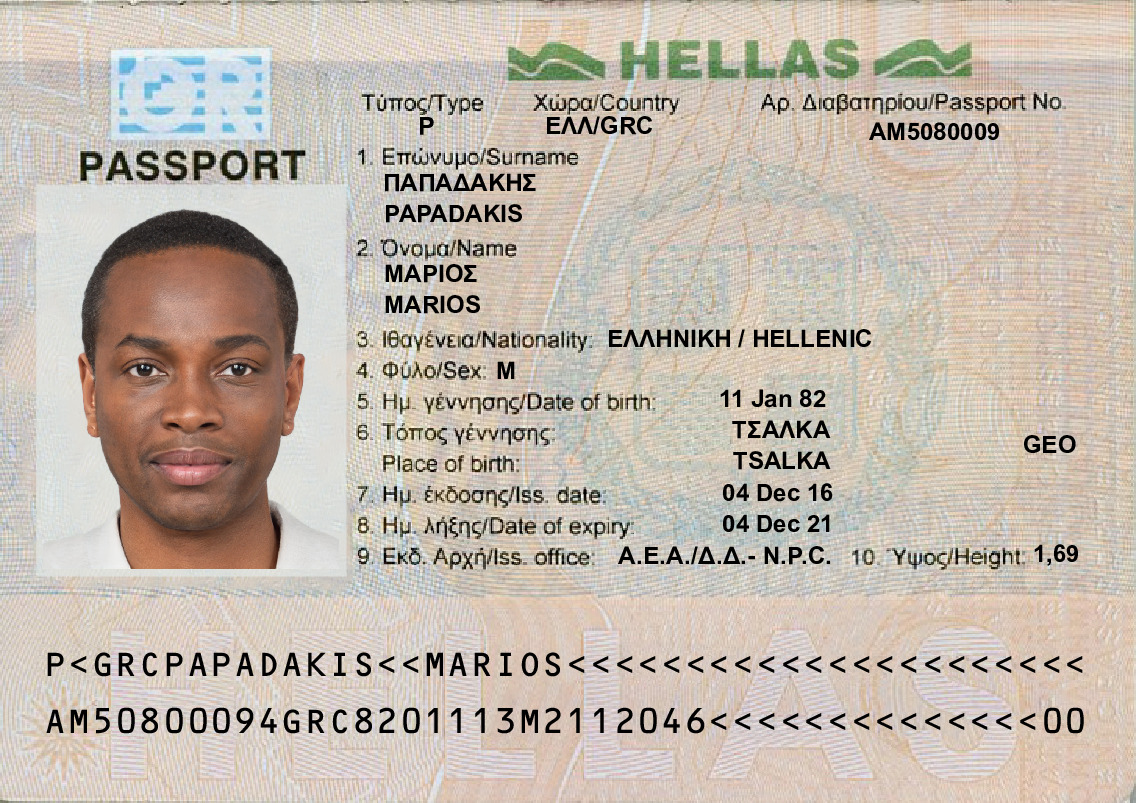 GR
PASSPORT
HELLAS
Τύπος/Type Χώρα/Country Αρ. Διαβατηρίου/Passport No.
P ΕΛΛ/GRC AM5080009
1. Επώνυμο/Surname
ΠΑΠΑΔΑΚΗΣ
PAPADAKIS
2. Όνομα/Name
ΜΑΡΙΟΣ
MARIOS
3. Ιθαγένεια/Nationality: ΕΛΛΗΝΙΚΗ / HELLENIC
4. Φύλο/Sex: M
5. Ημ. γέννησης/Date of birth: 11 Jan 82
6. Τόπος γέννησης: ΤΣΑΛΚΑ
Place of birth: TSALKA GEO
7. Ημ. έκδοσης/Iss. date: 04 Dec 16
8. Ημ. λήξης/Date of expiry: 04 Dec 21
9. Εκδ. Αρχή/Iss. office: Α.Ε.Α./Δ.Δ.- N.P.C. 10. Ύψος/Height: 1,69
HELLAS
P<GRCPAPADAKIS<<MARIOS<<<<<<<<<<<<<<<<<<<<<<
AM50800094GRC8201113M2112046<<<<<<<<<<<<<<00